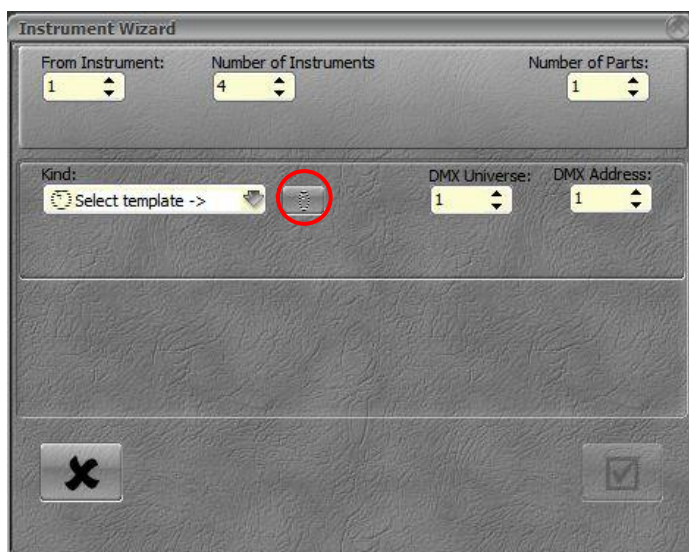 Instrument Wizard
From Instrument: Number of Instruments Number of Parts:
1 4 1
Kind: DMX Universe: DMX Address:
Select template -> 1 1